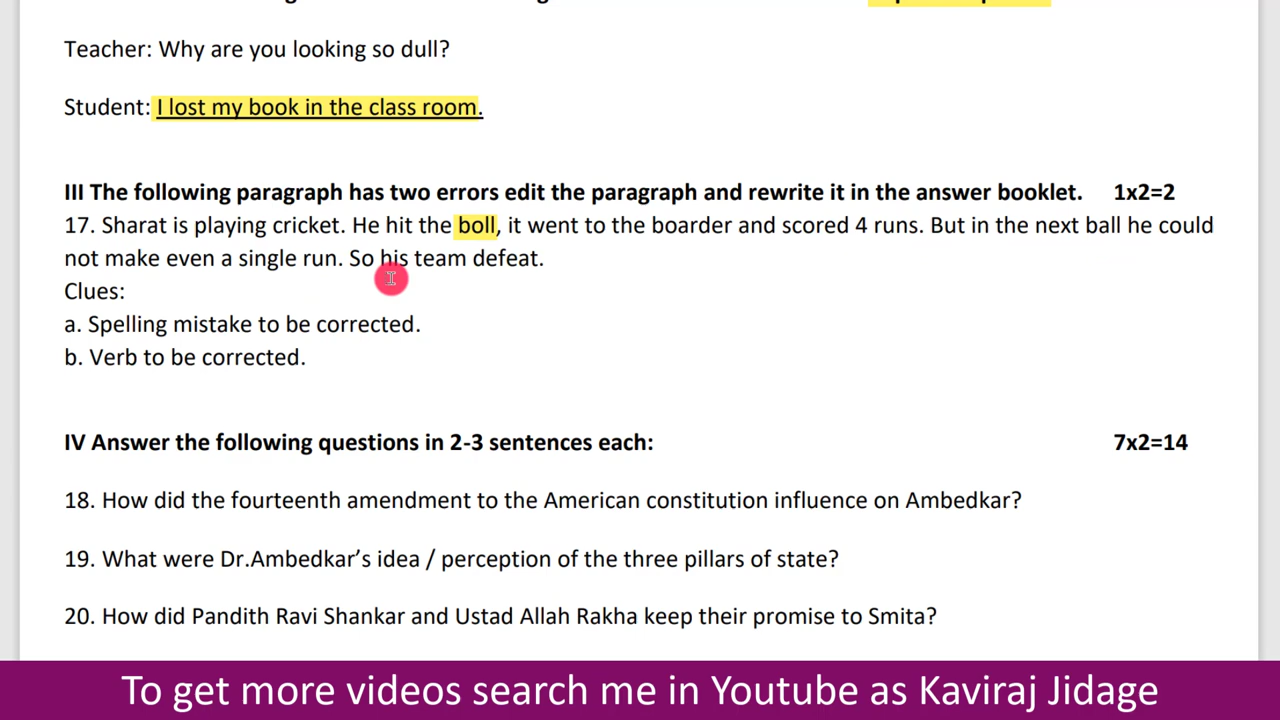 Teacher: Why are you looking so dull?
Student: I lost my book in the class room.
III The following paragraph has two errors edit the paragraph and rewrite it in the answer booklet. 1x2=2
17. Sharat is playing cricket. He hit the boll, it went to the boarder and scored 4 runs. But in the next ball he could
not make even a single run. So his team defeat.
Clues:
a. Spelling mistake to be corrected.
b. Verb to be corrected.
IV Answer the following questions in 2-3 sentences each: 7x2=14
18. How did the fourteenth amendment to the American constitution influence on Ambedkar?
19. What were Dr.Ambedkar’s idea / perception of the three pillars of state?
20. How did Pandith Ravi Shankar and Ustad Allah Rakha keep their promise to Smita?
To get more videos search me in Youtube as Kaviraj Jidage